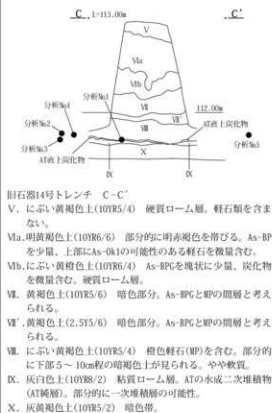 C L=113.00m C′
Ⅴ
Ⅵa
Ⅵb
Ⅶ
112.00m
Ⅶ′
Ⅷ
Ⅹ
Ⅸ Ⅸ
分析No.4
分析No.2
分析No.1
分析No.3
分析No.5
AT直上炭化物
AT直上炭化物
旧石器14号トレンチ C-C′
Ⅴ. にぶい黄褐色土(10YR5/4) 硬質ローム層。軽石類を含ま
ない。
Ⅵa.明黄褐色土(10YR6/6) 部分的に明赤褐色を帯びる。As-BP
を少量、上部にAs-Ok1の可能性のある軽石を微量含む。
Ⅵb.にぶい黄橙色土(10YR6/4) As-BPGを塊状に少量、炭化物
を微量含む。硬質ローム層。
Ⅶ. 黄褐色土(10YR5/6) 暗色部分。As-BPGとMPの間層と考え
られる。
Ⅶ′.黄褐色土(2.5Y5/6) 暗色部分。As-BPGとMPの間層と考え
られる。
Ⅷ. にぶい黄褐色土(10YR5/4) 橙色軽石(MP)を含む。部分的
に下部5～10cm程の暗褐色土が見られる。やや軟質。
Ⅸ. 灰白色土(10YR8/2) 粘質ローム層。ATの水成二次堆積物
(AT純層)。部分的に一次堆積層の可能性。
Ⅹ. 灰黄褐色土(10YR5/2) 暗色帯。